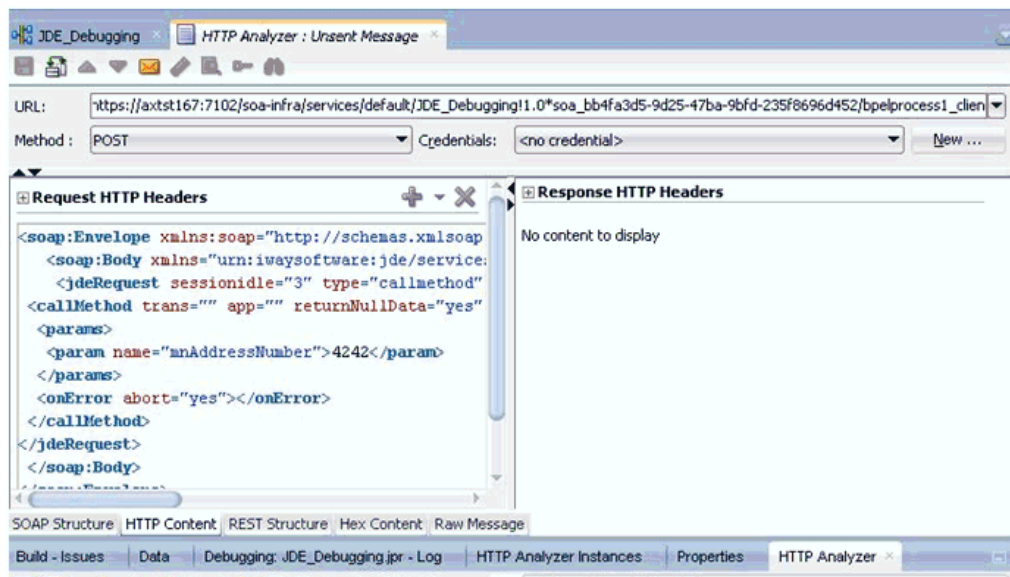 JDE_Debugging
HTTP Analyzer : Unsent Message
URL: https://axtst167:7102/soa-infra/services/default/JDE_Debugging!1.0*soa_bb4fa3d5-9d25-47ba-9bfd-235f8696d452/bpelprocess1_clien
Method : POST Credentials: <no credential> New ...
Request HTTP Headers
<soap:Envelope xmlns:soap="http://schemas.xmlsoap
<soap:Body xmlns="urn:iwaysoftware:jde/service:
<jdeRequest sessionidle="3" type="callmethod"
<callMethod trans="" app="" returnNullData="yes"
<params>
<param name="mnAddressNumber">4242</param>
</params>
<onError abort="yes"></onError>
</callMethod>
</jdeRequest>
</soap:Body>
Response HTTP Headers
No content to display
SOAP Structure HTTP Content REST Structure Hex Content Raw Message
Build - Issues Data Debugging: JDE_Debugging.jpr - Log HTTP Analyzer Instances Properties HTTP Analyzer